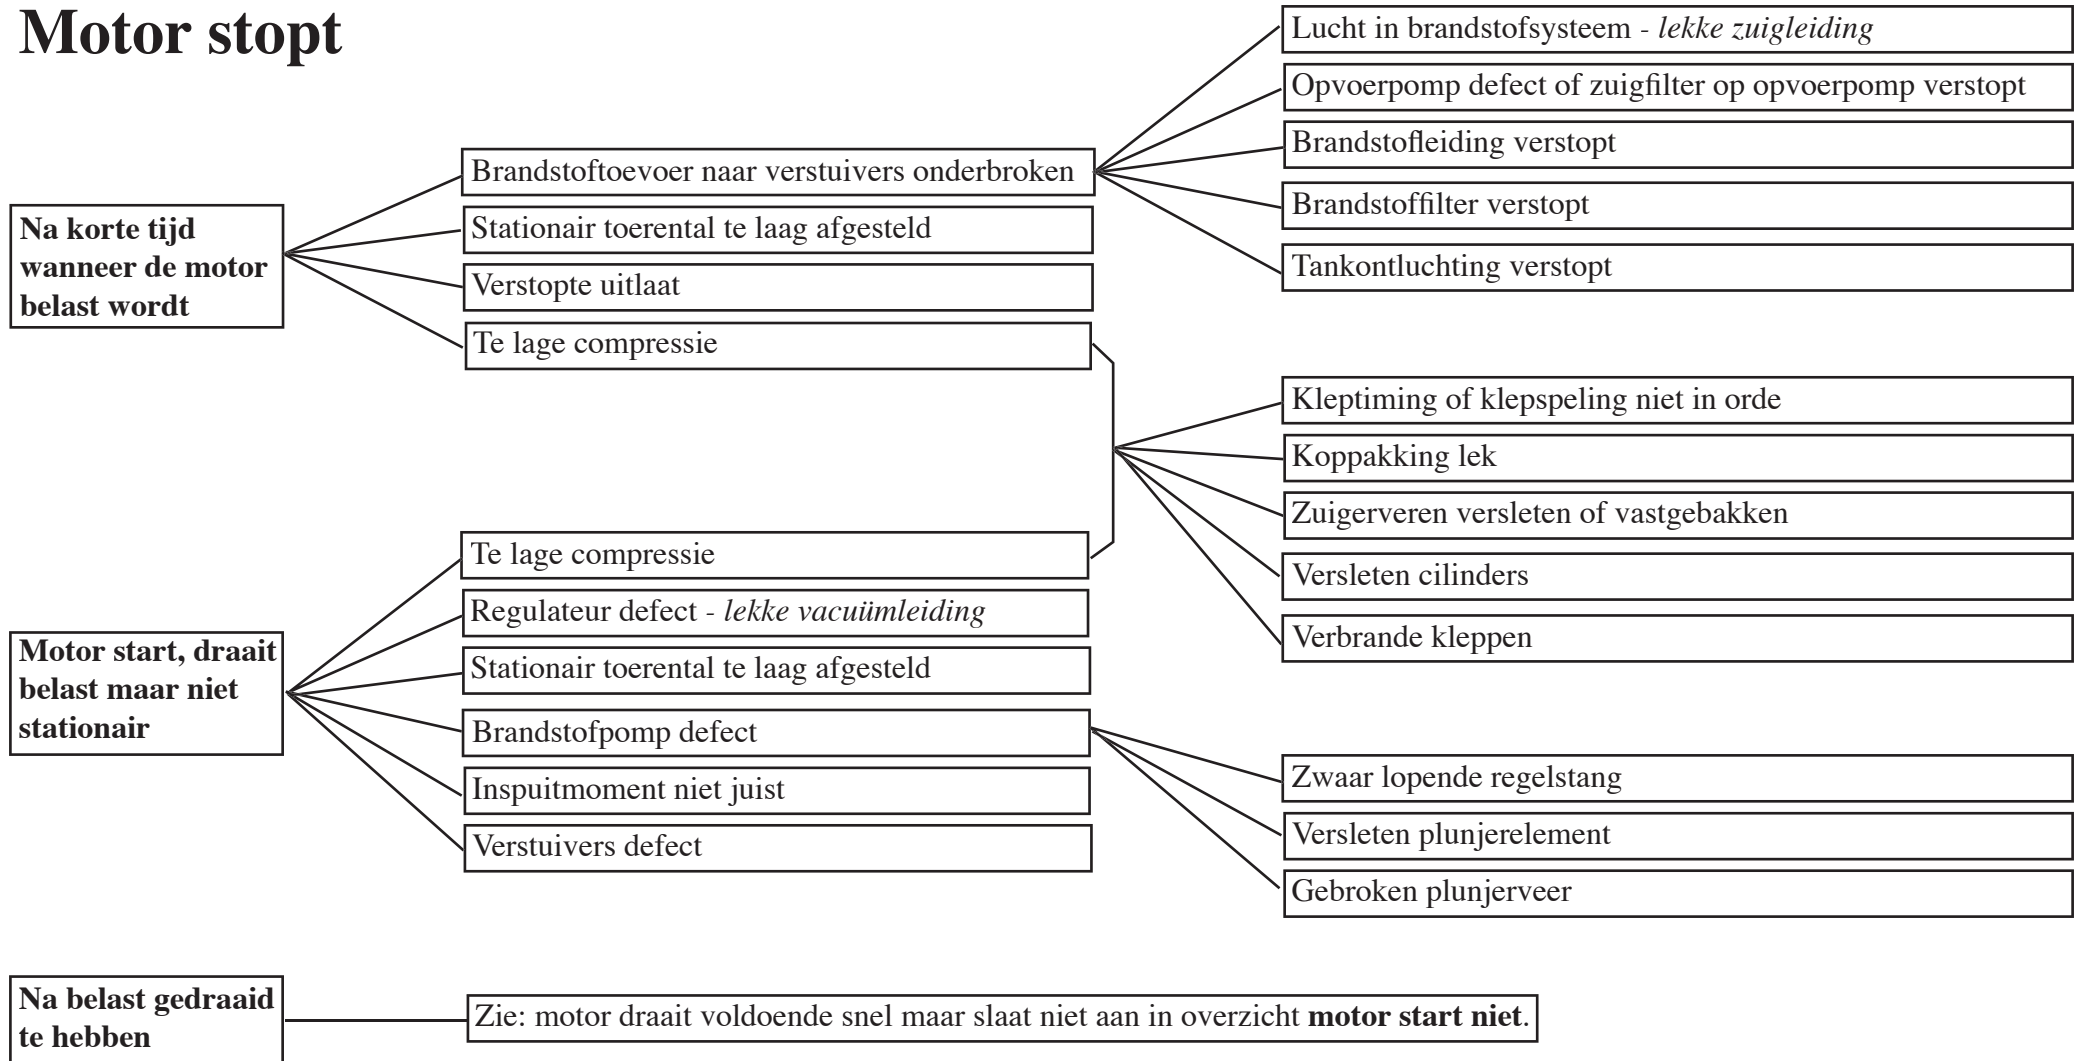 Motor stopt
Na korte tijd
wanneer de motor
belast wordt
Brandstoftoevoer naar verstuivers onderbroken
Stationair toerental te laag afgesteld
Verstopte uitlaat
Te lage compressie
Lucht in brandstofsysteem - lekke zuigleiding
Opvoerpomp defect of zuigfilter op opvoerpomp verstopt
Brandstofleiding verstopt
Brandstoffilter verstopt
Tankontluchting verstopt
Kleptiming of klepspeling niet in orde
Koppakking lek
Zuigerveren versleten of vastgebakken
Versleten cilinders
Verbrande kleppen
Motor start, draait
belast maar niet
stationair
Te lage compressie
Regulateur defect - lekke vacuümleiding
Stationair toerental te laag afgesteld
Brandstofpomp defect
Inspuitmoment niet juist
Verstuivers defect
Zwaar lopende regelstang
Versleten plunjerelement
Gebroken plunjerveer
Na belast gedraaid
te hebben
Zie: motor draait voldoende snel maar slaat niet aan in overzicht motor start niet.